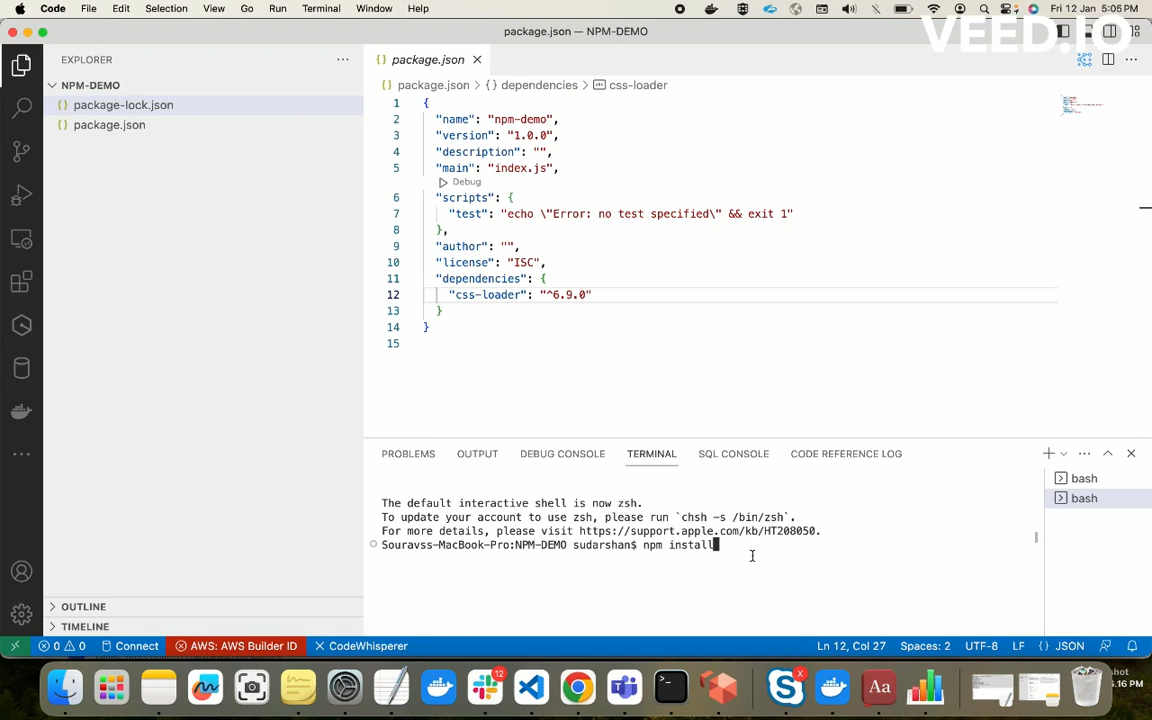 Code File Edit Selection View Go Run Terminal Window Help Fri 12 Jan 5:05 PM
package.json — NPM-DEMO
VEED.IO
EXPLORER
NPM-DEMO
package-lock.json
package.json
package.json
package.json > dependencies > css-loader
1 {
2 "name": "npm-demo",
3 "version": "1.0.0",
4 "description": "",
5 "main": "index.js",
Debug
6 "scripts": {
7 "test": "echo \"Error: no test specified\" && exit 1"
8 },
9 "author": "",
10 "license": "ISC",
11 "dependencies": {
12 "css-loader": "^6.9.0"
13 }
14 }
15
PROBLEMS OUTPUT DEBUG CONSOLE TERMINAL SQL CONSOLE CODE REFERENCE LOG
The default interactive shell is now zsh.
To update your account to use zsh, please run `chsh -s /bin/zsh`.
For more details, please visit https://support.apple.com/kb/HT208050.
Souravss-MacBook-Pro:NPM-DEMO sudarshan$ npm install
bash
bash
OUTLINE
TIMELINE
0 0 Connect AWS: AWS Builder ID CodeWhisperer Ln 12, Col 27 Spaces: 2 UTF-8 LF {} JSON
12
X
Aa